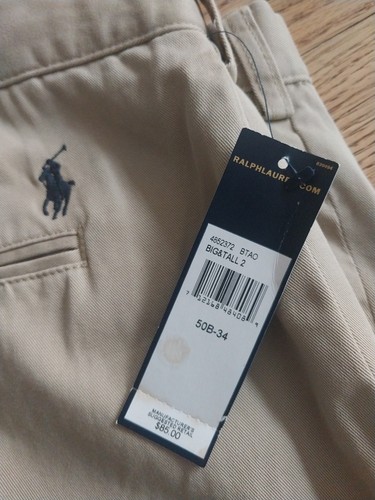 RALPHLAUREN.COM
4852372 BTAO
BIG&TALL 2
50B-34
MANUFACTURER'S
SUGGESTED RETAIL
$85.00